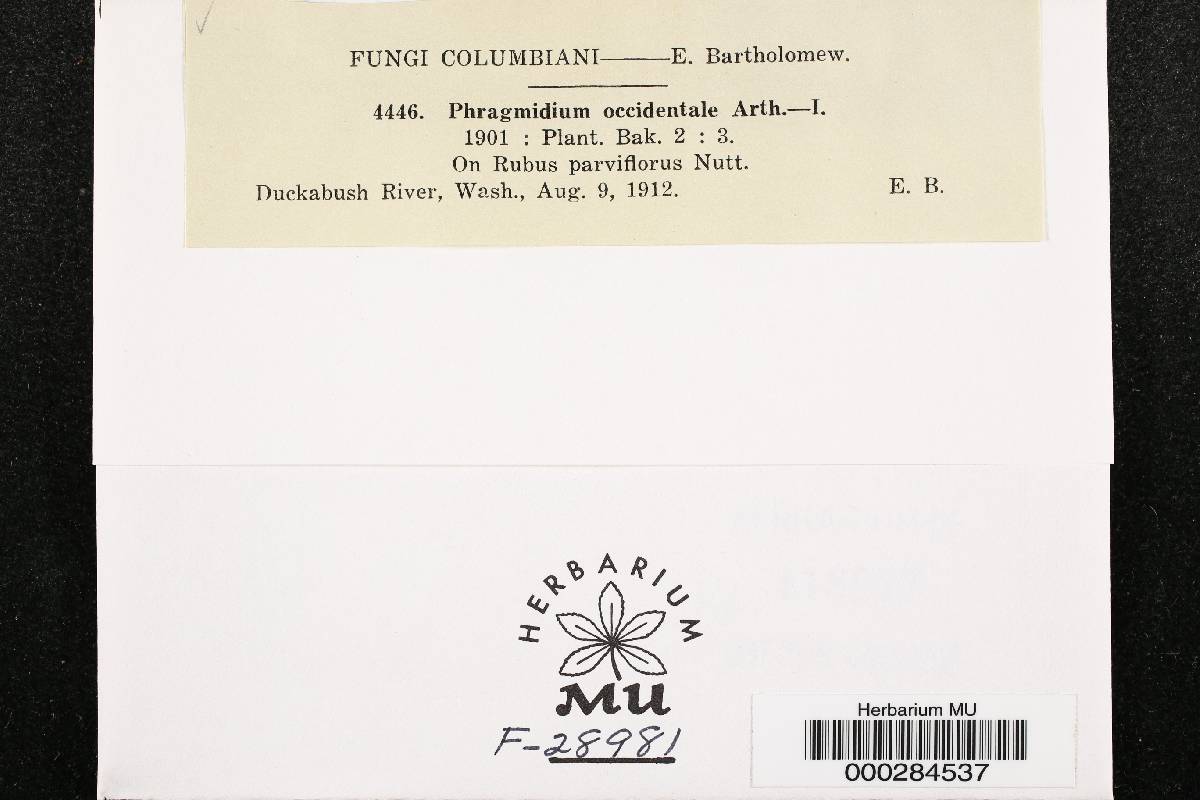 FUNGI COLUMBIANI———E. Bartholomew.
4446. Phragmidium occidentale Arth.—I.
1901 : Plant. Bak. 2 : 3.
On Rubus parviflorus Nutt.
Duckabush River, Wash., Aug. 9, 1912. E. B.
HERBARIUM
MU
F-28981
Herbarium MU
000284537